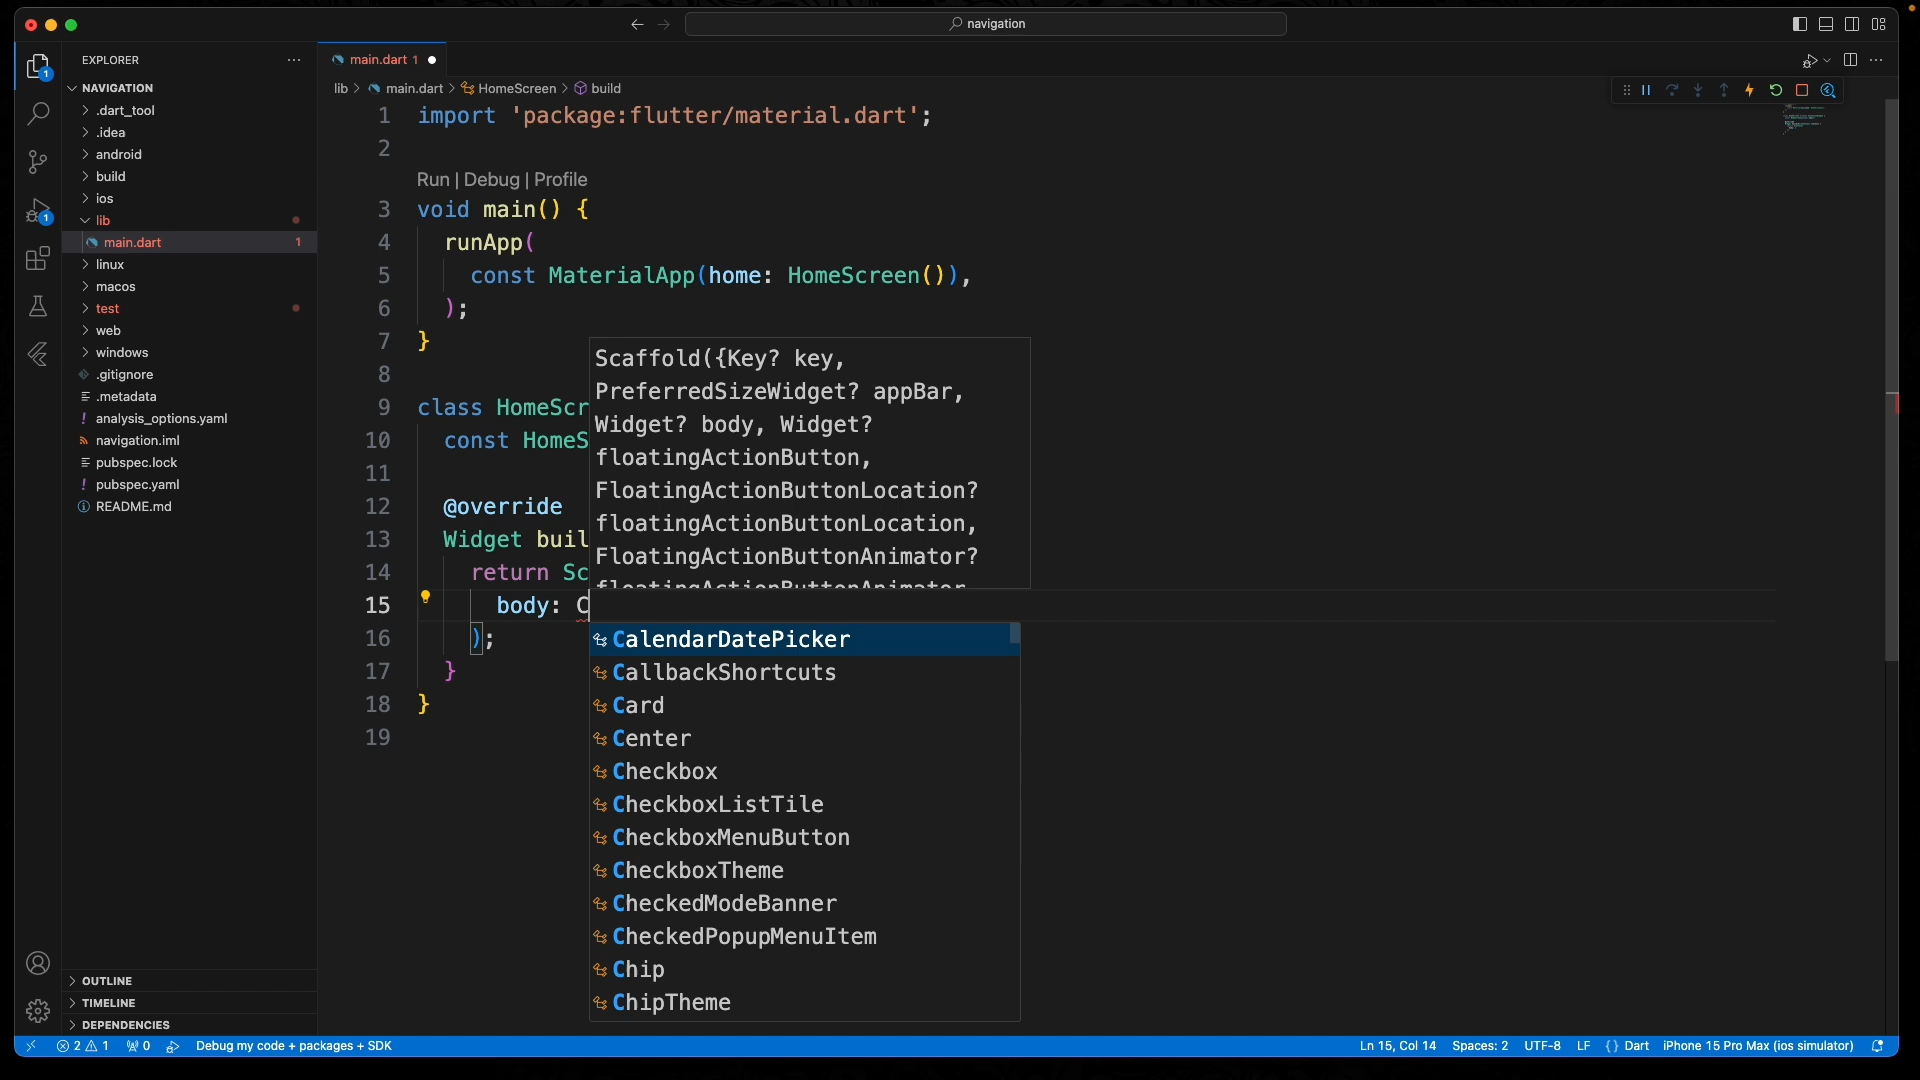 navigation
EXPLORER
NAVIGATION
.dart_tool
.idea
android
build
ios
lib
main.dart 1
linux
macos
test
web
windows
.gitignore
.metadata
analysis_options.yaml
navigation.iml
pubspec.lock
pubspec.yaml
README.md
OUTLINE
TIMELINE
DEPENDENCIES
main.dart 1
lib > main.dart > HomeScreen > build
1 import 'package:flutter/material.dart';
2
Run | Debug | Profile
3 void main() {
4 runApp(
5 const MaterialApp(home: HomeScreen()),
6 );
7 }
8
9 class HomeScr
10 const HomeS
11
12 @override
13 Widget buil
14 return Sc
15 body: C
16 );
17 }
18 }
19
Scaffold({Key? key,
PreferredSizeWidget? appBar,
Widget? body, Widget?
floatingActionButton,
FloatingActionButtonLocation?
floatingActionButtonLocation,
FloatingActionButtonAnimator?
floatingActionButtonAnimator
CalendarDatePicker
CallbackShortcuts
Card
Center
Checkbox
CheckboxListTile
CheckboxMenuButton
CheckboxTheme
CheckedModeBanner
CheckedPopupMenuItem
Chip
ChipTheme
1
1
2 1 0 Debug my code + packages + SDK
Ln 15, Col 14 Spaces: 2 UTF-8 LF {} Dart iPhone 15 Pro Max (ios simulator)